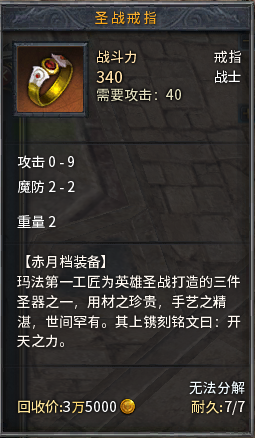 圣战戒指
战斗力 戒指
340 战士
需要攻击：40
攻击 0 - 9
魔防 2 - 2
重量 2
【赤月档装备】
玛法第一工匠为英雄圣战打造的三件
圣器之一，用材之珍贵，手艺之精
湛，世间罕有。其上镌刻铭文曰：开
天之力。
无法分解
回收价:3万5000 耐久:7/7